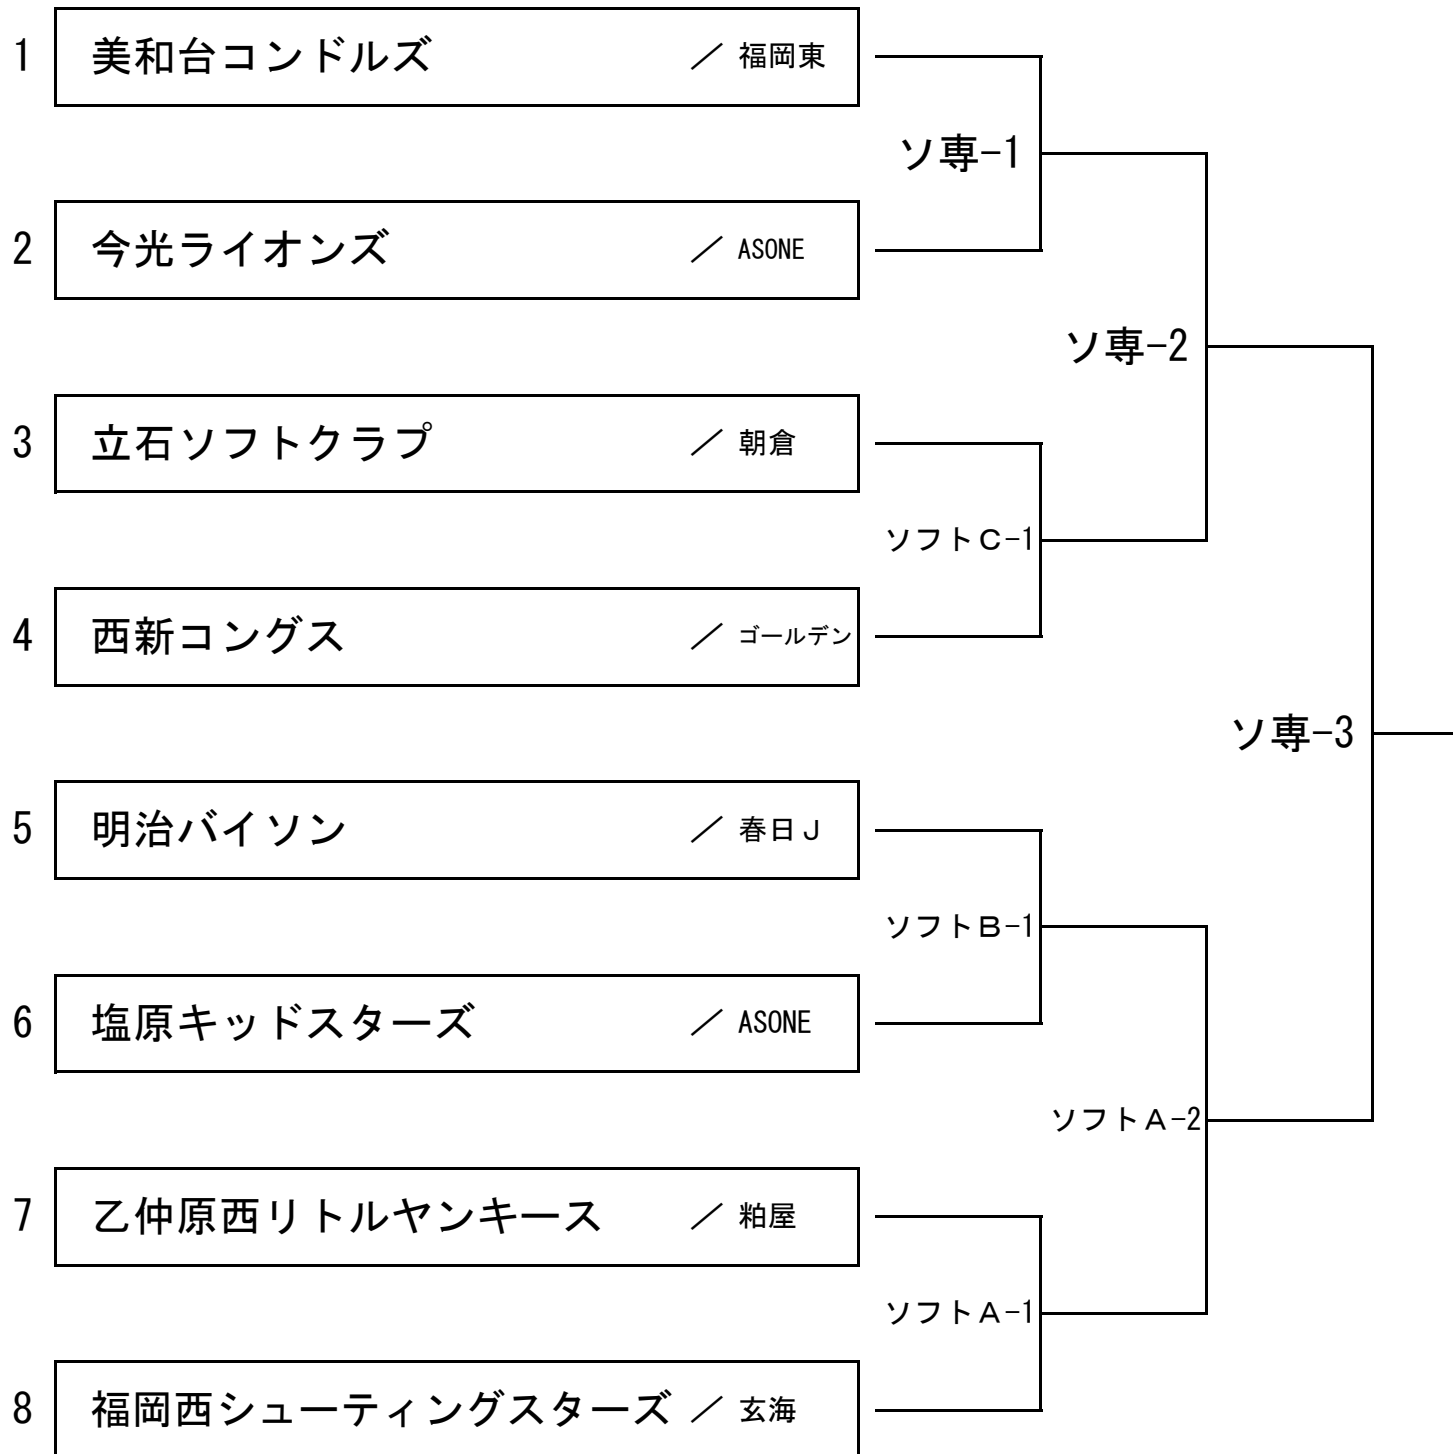 1 美和台コンドルズ ／ 福岡東
ソ専-1
2 今光ライオンズ ／ ASONE
ソ専-2
3 立石ソフトクラブ ／ 朝倉
ソフトC-1
4 西新コングス ／ ゴールデン
ソ専-3
5 明治バイソン ／ 春日J
ソフトB-1
6 塩原キッドスターズ ／ ASONE
ソフトA-2
7 乙仲原西リトルヤンキース ／ 粕屋
ソフトA-1
8 福岡西シューティングスターズ ／ 玄海